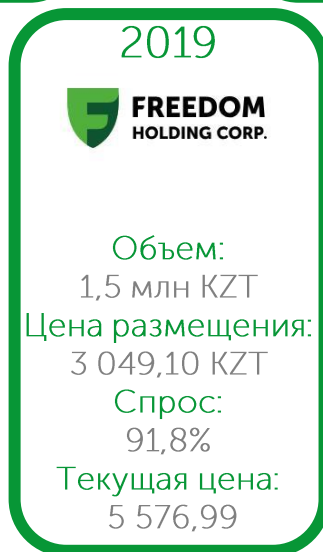 2019
FREEDOM
HOLDING CORP.
Объем:
1,5 млн KZT
Цена размещения:
3 049,10 KZT
Спрос:
91,8%
Текущая цена:
5 576,99